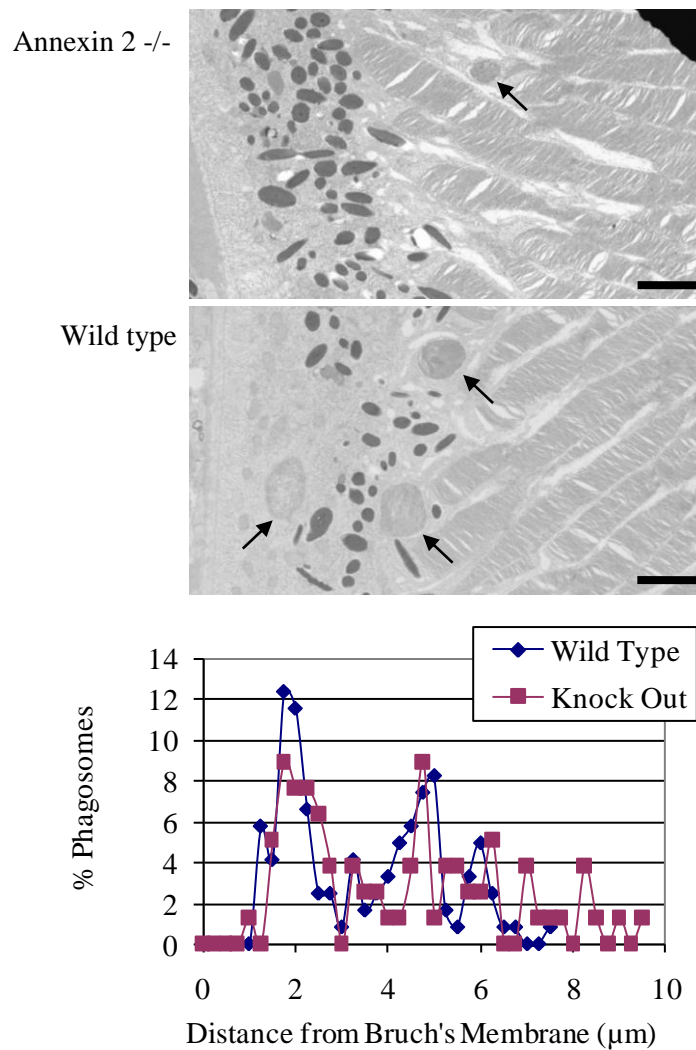 Annexin 2 -/-
Wild type
Wild Type
Knock Out
14
12
10
8
6
4
2
0
% Phagosomes
0 2 4 6 8 10
Distance from Bruch's Membrane (µm)